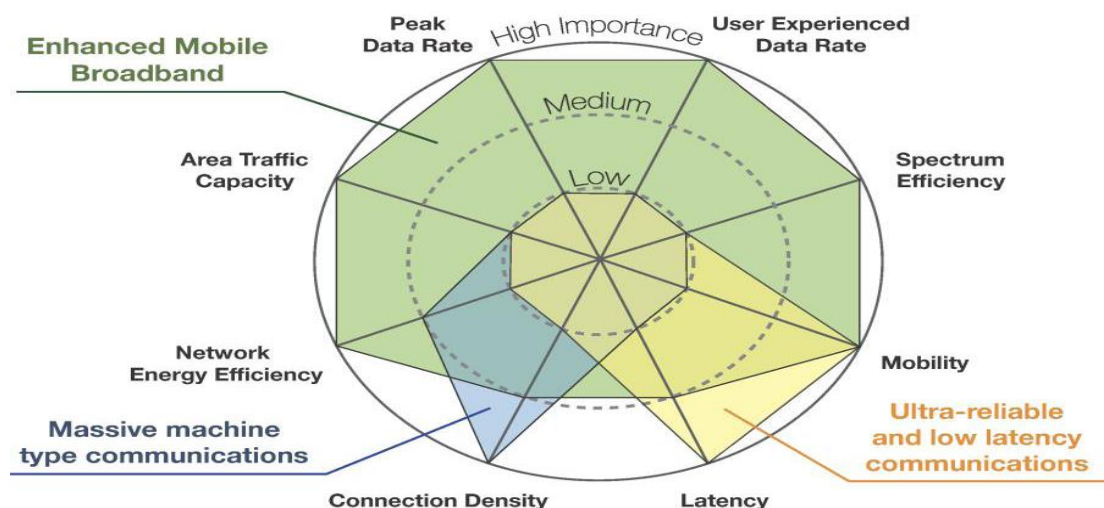 Peak
Data Rate
High Importance
User Experienced
Data Rate
Enhanced Mobile
Broadband
Medium
Area Traffic
Capacity
Low
Spectrum
Efficiency
Network
Energy Efficiency
Mobility
Massive machine
type communications
Ultra-reliable
and low latency
communications
Connection Density
Latency